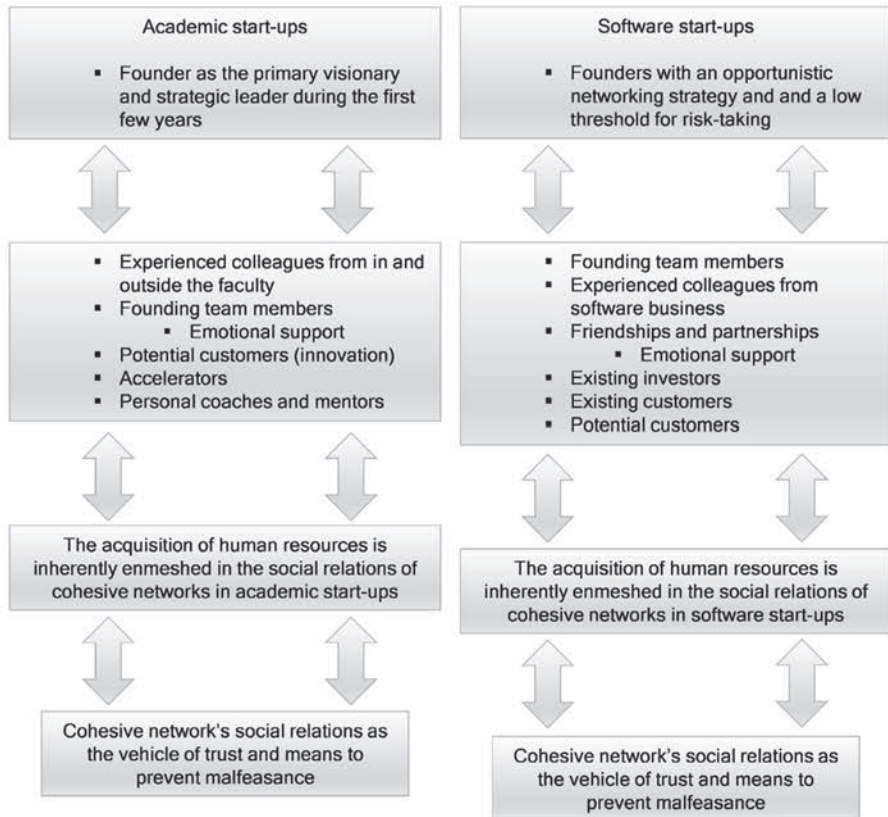 Academic start-ups
▪ Founder as the primary visionary
and strategic leader during the first
few years
▪ Experienced colleagues from in and
outside the faculty
▪ Founding team members
▪ Emotional support
▪ Potential customers (innovation)
▪ Accelerators
▪ Personal coaches and mentors
The acquisition of human resources is
inherently enmeshed in the social relations of
cohesive networks in academic start-ups
Cohesive network's social relations as
the vehicle of trust and means to
prevent malfeasance
Software start-ups
▪ Founders with an opportunistic
networking strategy and and a low
threshold for risk-taking
▪ Founding team members
▪ Experienced colleagues from
software business
▪ Friendships and partnerships
▪ Emotional support
▪ Existing investors
▪ Existing customers
▪ Potential customers
The acquisition of human resources is
inherently enmeshed in the social relations of
cohesive networks in software start-ups
Cohesive network's social relations as
the vehicle of trust and means to
prevent malfeasance